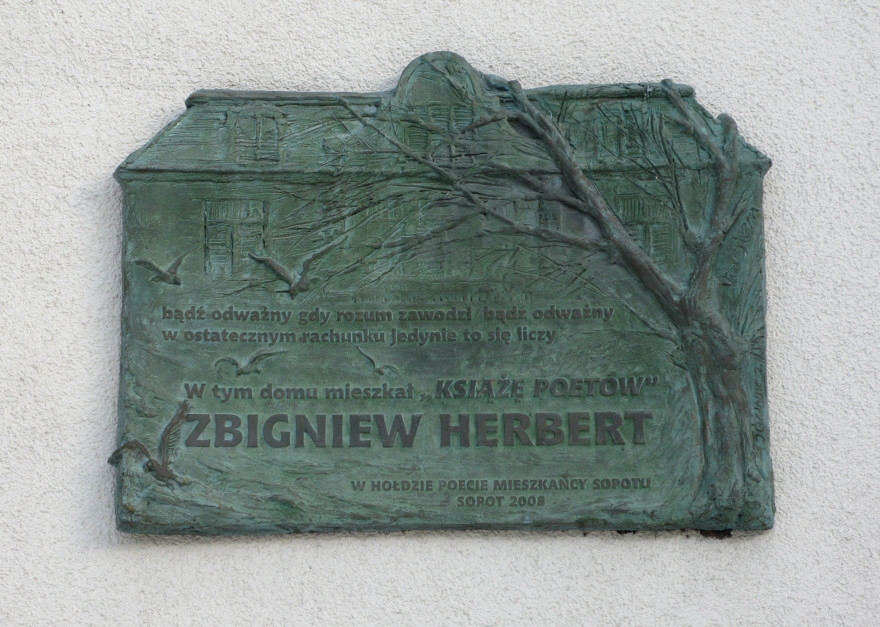 bądź odważny gdy rozum zawodzi bądź odważny
w ostatecznym rachunku jedynie to się liczy
W tym domu mieszkał „KSIĄŻĘ POETÓW”
ZBIGNIEW HERBERT
W HOŁDZIE POECIE MIESZKAŃCY SOPOTU
SOPOT 2008